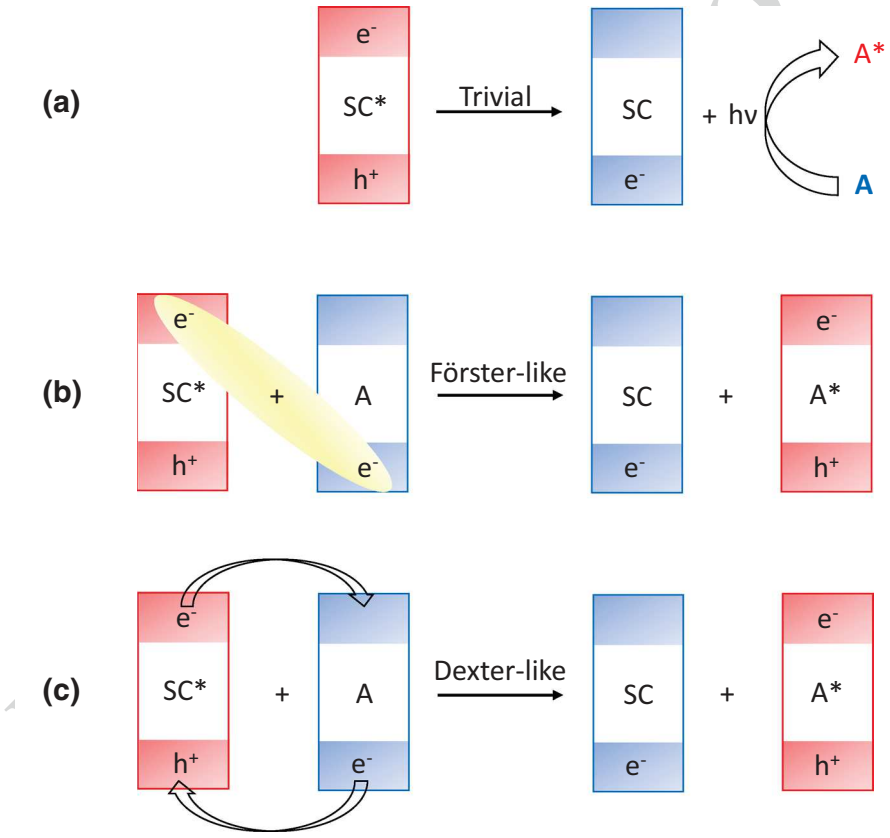 e⁻
(a) SC* Trivial SC + hν A*
h⁺ e⁻ A
e⁻
(b) SC* + A Förster-like SC + A*
h⁺ e⁻ e⁻ h⁺
e⁻
e⁻ e⁻
(c) SC* + A Dexter-like SC + A*
h⁺ e⁻ e⁻ h⁺